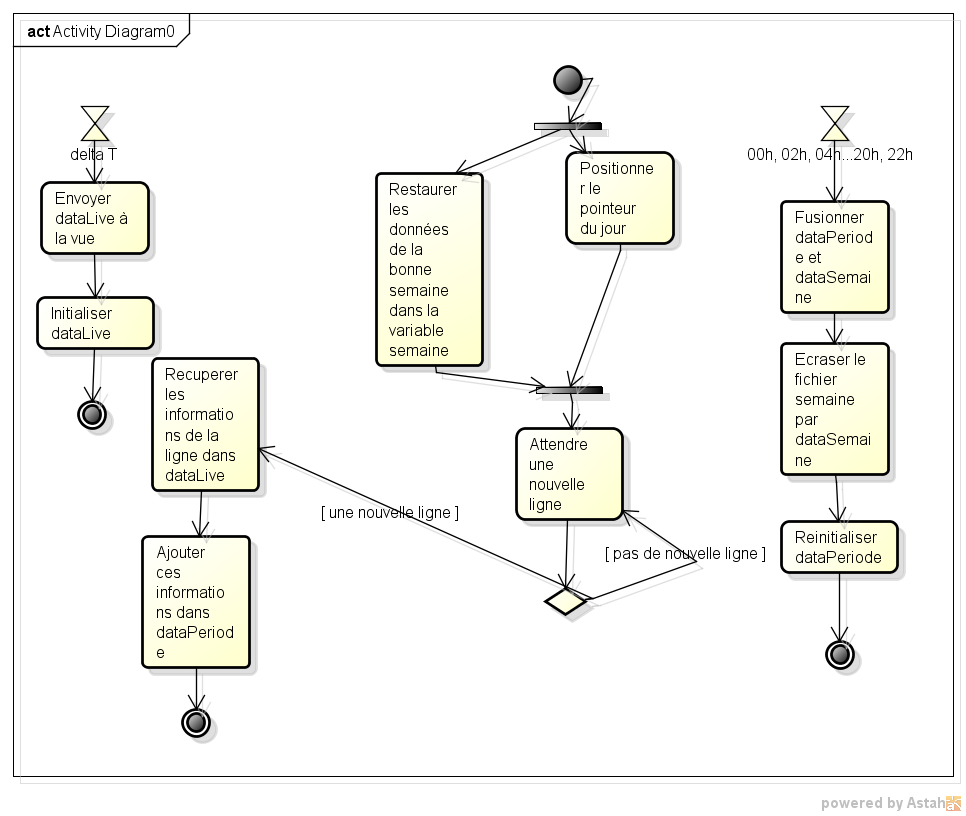 act Activity Diagram0
delta T
Envoyer
dataLive à
la vue
Initialiser
dataLive
Recuperer
les
informatio
ns de la
ligne dans
dataLive
Ajouter
ces
informatio
ns dans
dataPeriod
e
Restaurer
les
données
de la
bonne
semaine
dans la
variable
semaine
Positionne
r le
pointeur
du jour
Attendre
une
nouvelle
ligne
[ une nouvelle ligne ]
[ pas de nouvelle ligne ]
00h, 02h, 04h...20h, 22h
Fusionner
dataPeriod
e et
dataSemai
ne
Ecraser le
fichier
semaine
par
dataSemai
ne
Reinitialiser
dataPeriode
powered by Astah